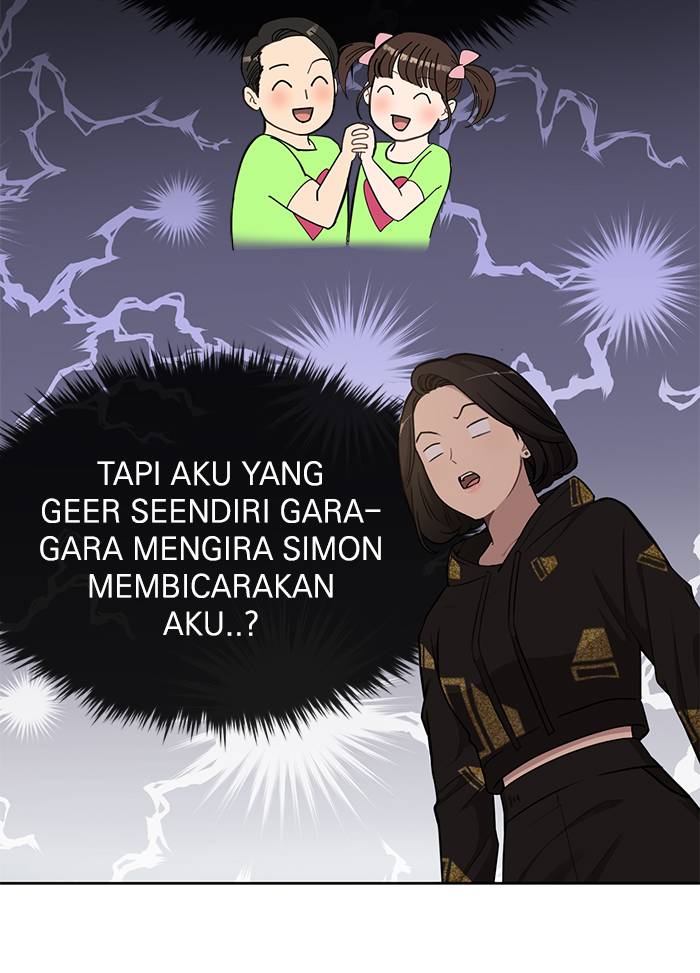 TAPI AKU YANG
GEER SEENDIRI GARA-
GARA MENGIRA SIMON
MEMBICARAKAN
AKU..?